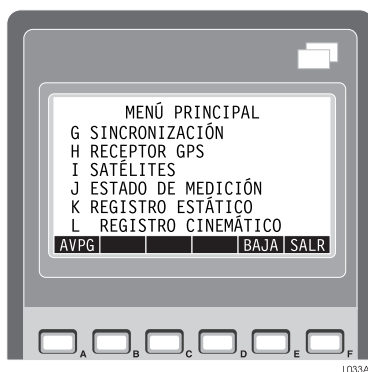 MENÚ PRINCIPAL
G SINCRONIZACIÓN
H RECEPTOR GPS
I SATÉLITES
J ESTADO DE MEDICIÓN
K REGISTRO ESTÁTICO
L REGISTRO CINEMÁTICO
AVPG BAJA SALR
A B C D E F
L033A